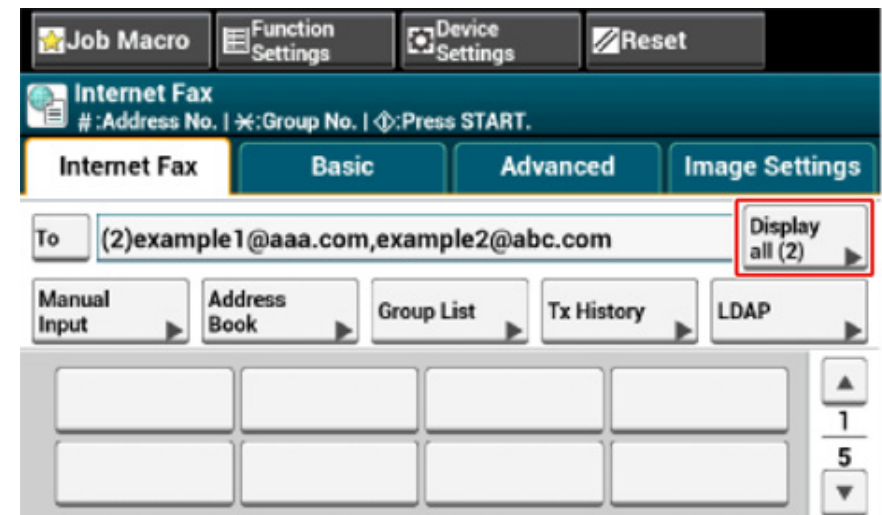 Job Macro
Function
Settings
Device
Settings
Reset
Internet Fax
#:Address No. | ⚹:Group No. | :Press START.
Internet Fax
Basic
Advanced
Image Settings
To
(2)example1@aaa.com,example2@abc.com
Display
all (2)
Manual
Input
Address
Book
Group List
Tx History
LDAP
1
5